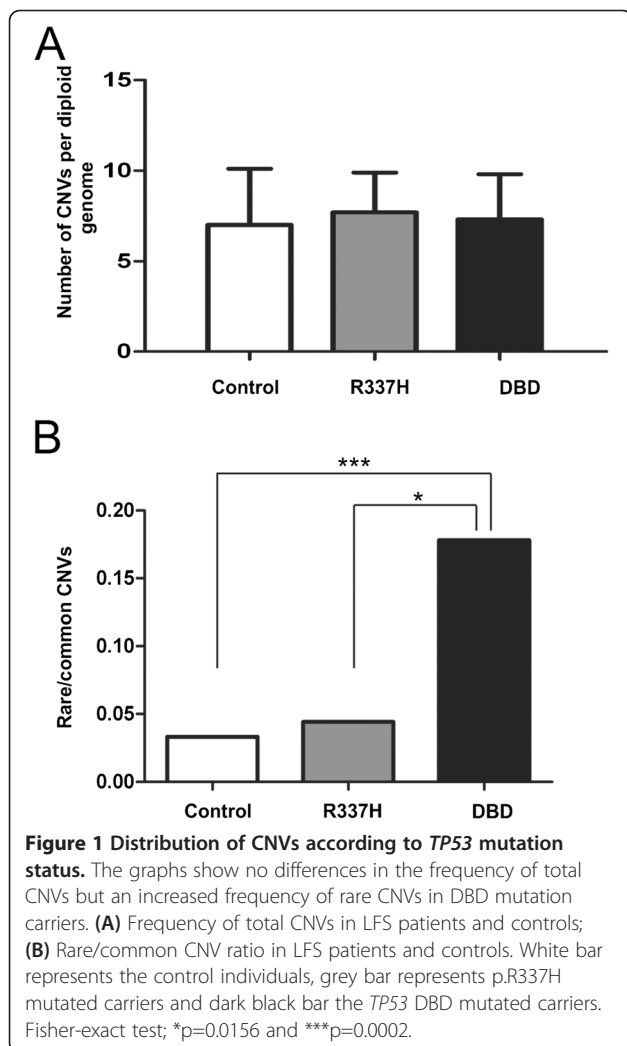 A
Number of CNVs per diploid
genome
15
10
5
0
Control R337H DBD
B
***
*
Rare/common CNVs
0.20
0.15
0.10
0.05
0.00
Control R337H DBD
Figure 1 Distribution of CNVs according to TP53 mutation
status. The graphs show no differences in the frequency of total
CNVs but an increased frequency of rare CNVs in DBD mutation
carriers. (A) Frequency of total CNVs in LFS patients and controls;
(B) Rare/common CNV ratio in LFS patients and controls. White bar
represents the control individuals, grey bar represents p.R337H
mutated carriers and dark black bar the TP53 DBD mutated carriers.
Fisher-exact test; *p=0.0156 and ***p=0.0002.